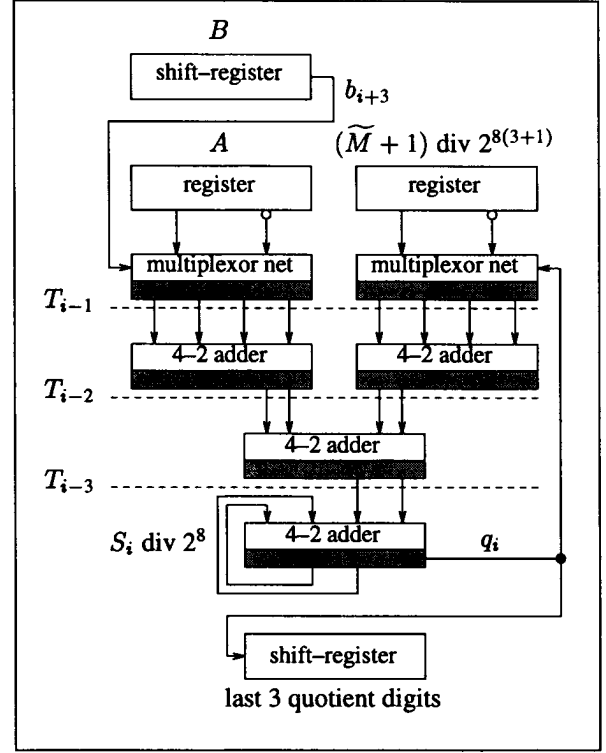 B
shift–register
b_{i+3}
A
(\widetilde{M} + 1) div 2^{8(3+1)}
register
register
multiplexor net
multiplexor net
T_{i−1}
4–2 adder
4–2 adder
T_{i−2}
4–2 adder
T_{i−3}
4–2 adder
S_i div 2^8
q_i
shift–register
last 3 quotient digits